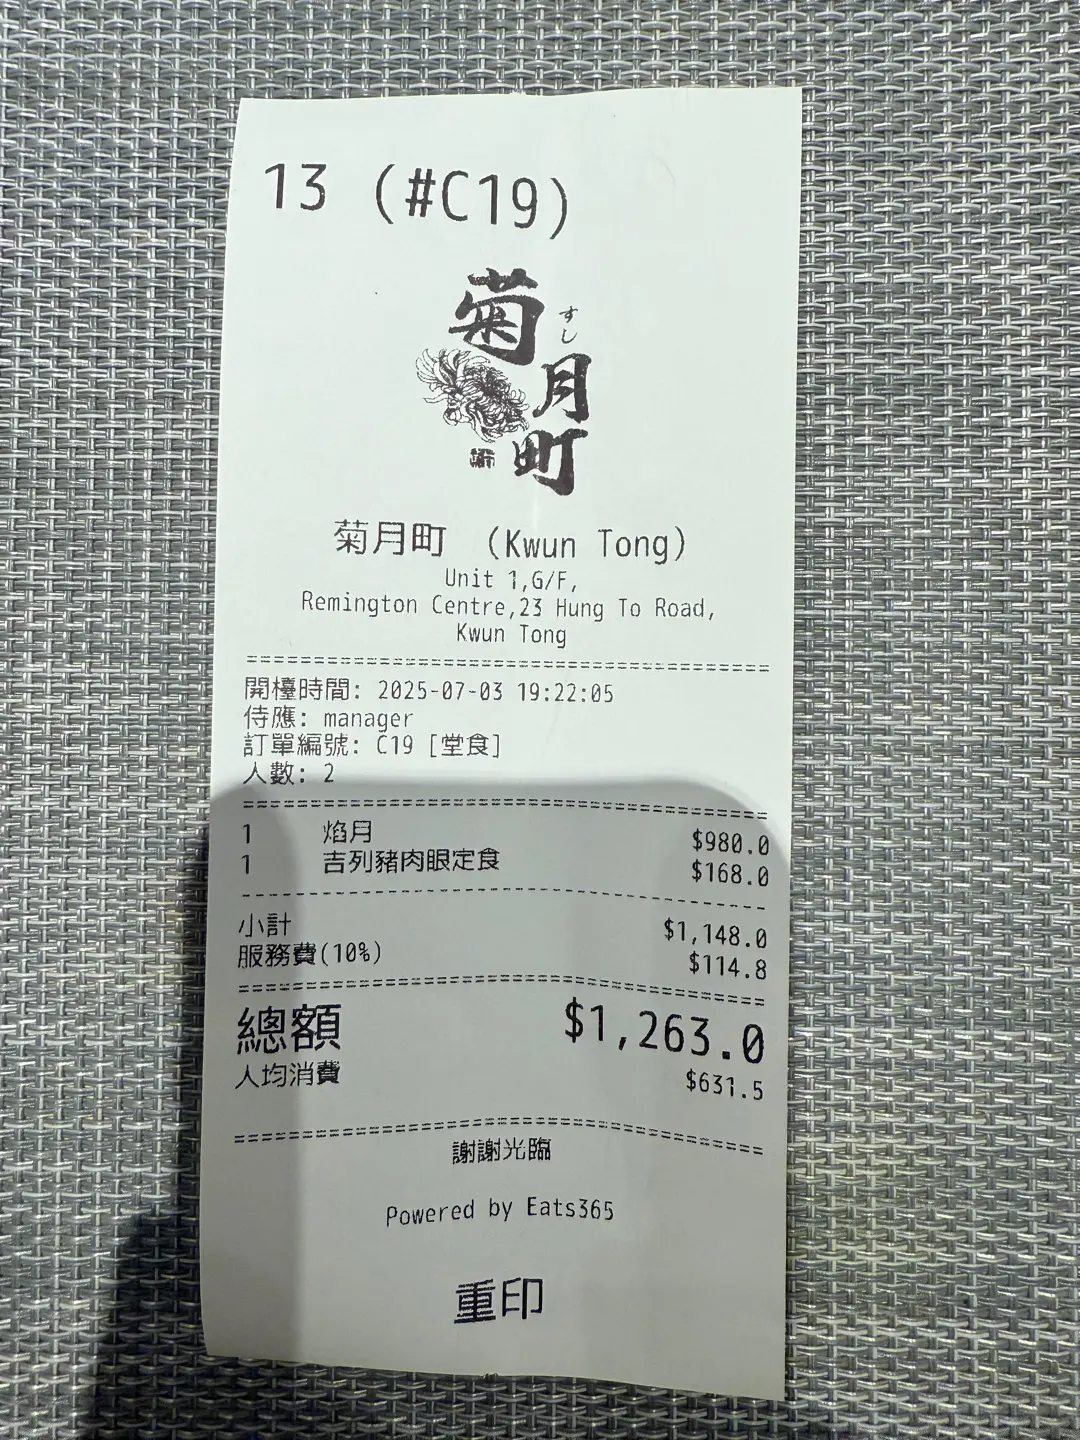 13 (#C19)
菊月町
すし
菊月町 (Kwun Tong)
Unit 1,G/F,
Remington Centre,23 Hung To Road,
Kwun Tong
開檯時間: 2025-07-03 19:22:05
侍應: manager
訂單編號: C19 [堂食]
人數: 2
1 焰月 $980.0
1 吉列豬肉眼定食 $168.0
小計 $1,148.0
服務費(10%) $114.8
總額 $1,263.0
人均消費 $631.5
謝謝光臨
Powered by Eats365
重印